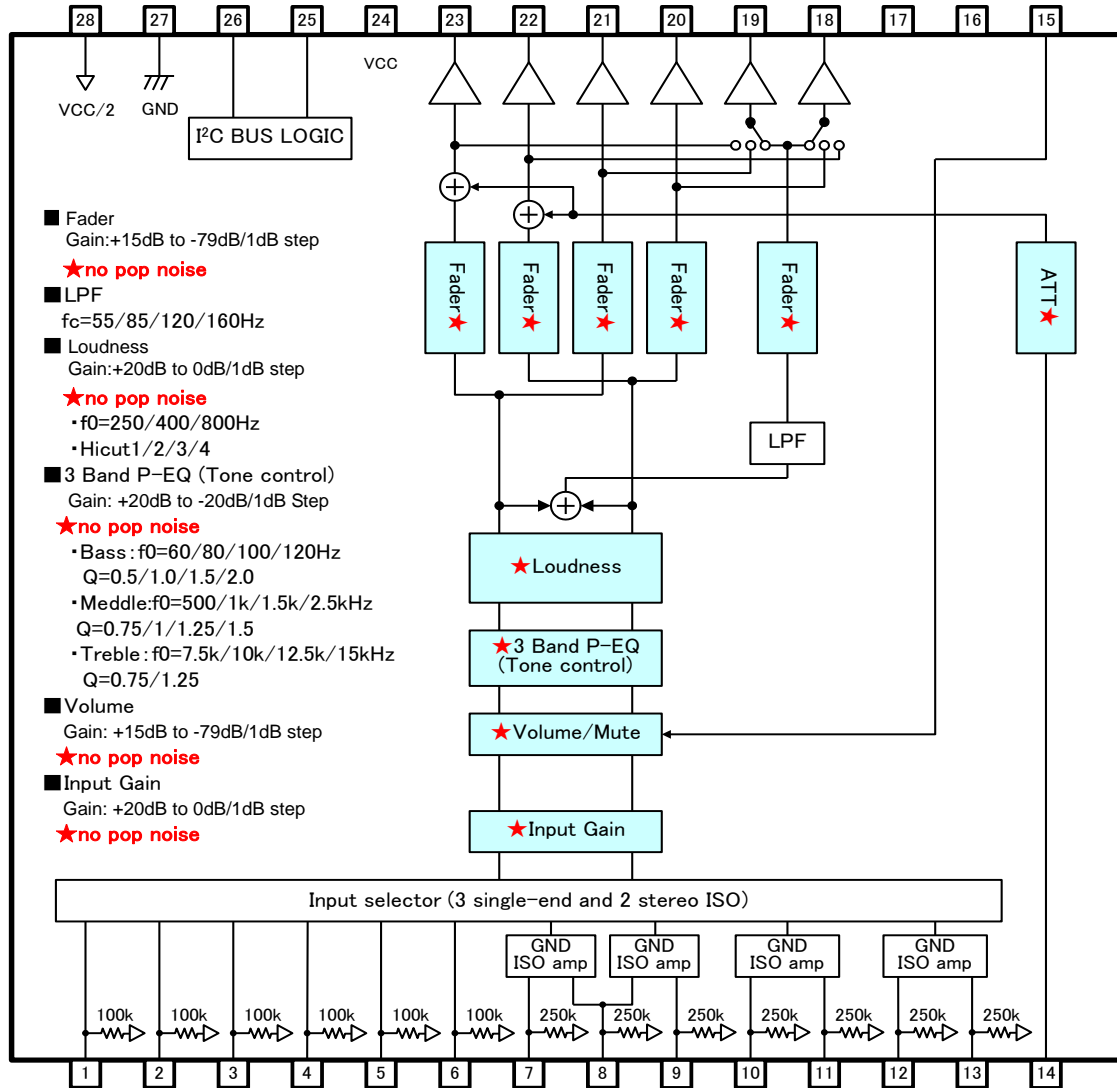 28 27 26 25 24 23 22 21 20 19 18 17 16 15
VCC
VCC/2
GND
I²C BUS LOGIC
■ Fader
Gain:+15dB to -79dB/1dB step
★no pop noise
■LPF
fc=55/85/120/160Hz
■Loudness
Gain:+20dB to 0dB/1dB step
★no pop noise
・f0=250/400/800Hz
・Hicut1/2/3/4
■3 Band P-EQ (Tone control)
Gain: +20dB to -20dB/1dB Step
★no pop noise
・Bass:f0=60/80/100/120Hz
Q=0.5/1.0/1.5/2.0
・Meddle:f0=500/1k/1.5k/2.5kHz
Q=0.75/1/1.25/1.5
・Treble:f0=7.5k/10k/12.5k/15kHz
Q=0.75/1.25
■Volume
Gain: +15dB to -79dB/1dB step
★no pop noise
■Input Gain
Gain: +20dB to 0dB/1dB step
★no pop noise
Fader★
Fader★
Fader★
Fader★
Fader★
ATT★
LPF
★Loudness
★3 Band P-EQ
(Tone control)
★Volume/Mute
★Input Gain
Input selector (3 single-end and 2 stereo ISO)
GND
ISO amp
GND
ISO amp
GND
ISO amp
GND
ISO amp
100k 100k 100k 100k 100k 100k 250k 250k 250k 250k 250k 250k 250k
1 2 3 4 5 6 7 8 9 10 11 12 13 14